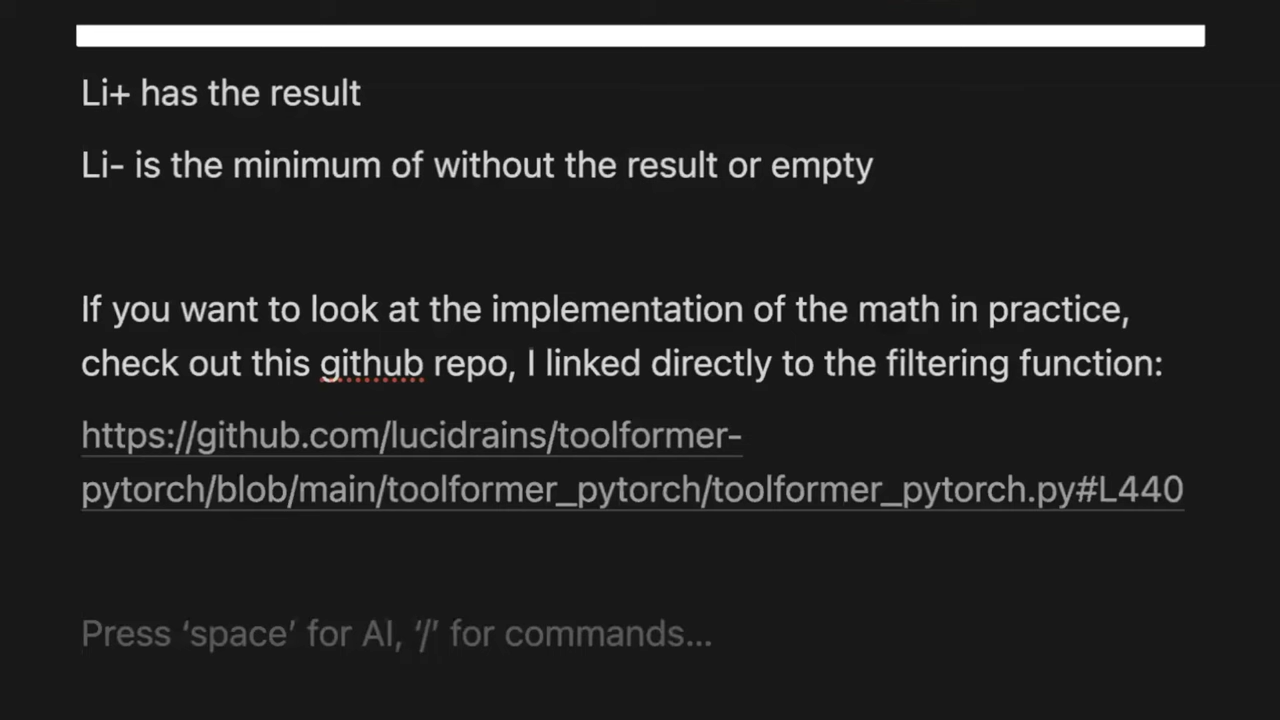 Li+ has the result
Li- is the minimum of without the result or empty
If you want to look at the implementation of the math in practice,
check out this github repo, I linked directly to the filtering function:
https://github.com/lucidrains/toolformer-
pytorch/blob/main/toolformer_pytorch/toolformer_pytorch.py#L440
Press ‘space’ for AI, ‘/’ for commands...